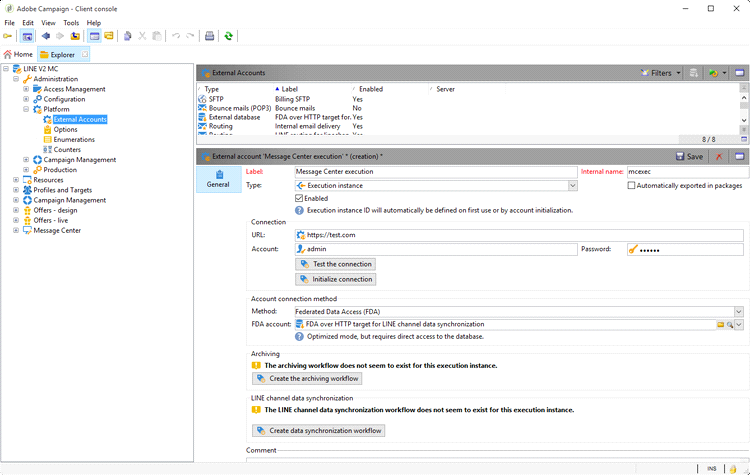 Adobe Campaign - Client console
File Edit View Tools Help
Home Explorer
LINE V2 MC
Administration
Access Management
Configuration
Platform
External Accounts
Options
Enumerations
Counters
Campaign Management
Production
Resources
Profiles and Targets
Campaign Management
Offers - design
Offers - live
Message Center
External Accounts Filters
Type Label Enabled Server
SFTP Billing SFTP Yes
Bounce mails (POP3) Bounce mails No
External database FDA over HTTP target for. Yes
Routing Internal email delivery Yes
8 / 8
External account 'Message Center execution' * (creation) * Save
General
Label: Message Center execution Internal name: mcexec
Type: Execution instance Automatically exported in packages
Enabled
Execution instance ID will automatically be defined on first use or by account initialization.
Connection
URL: https://test.com
Account: admin Password: ••••••
Test the connection
Initialize connection
Account connection method
Method: Federated Data Access (FDA)
FDA account: FDA over HTTP target for LINE channel data synchronization
Optimized mode, but requires direct access to the database.
Archiving
The archiving workflow does not seem to exist for this execution instance.
Create the archiving workflow
LINE channel data synchronization
The LINE channel data synchronization workflow does not seem to exist for this execution instance.
Create data synchronization workflow
Comment
INS